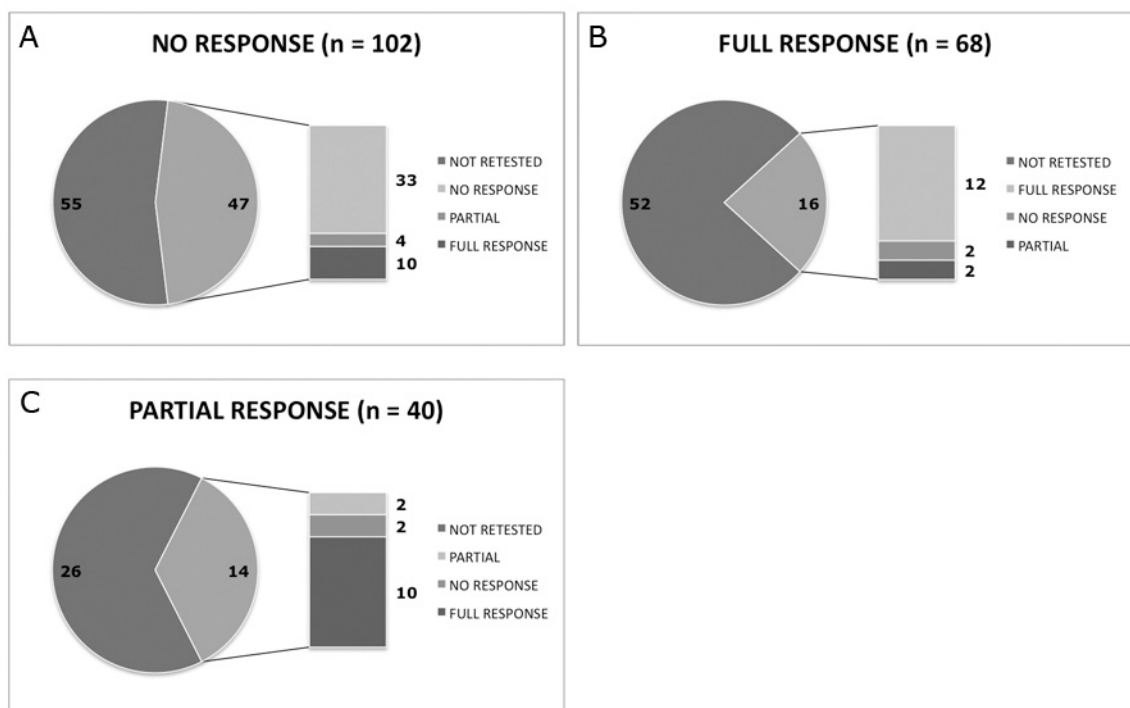 A
NO RESPONSE (n = 102)
55
47
33
4
10
NOT RETESTED
NO RESPONSE
PARTIAL
FULL RESPONSE
B
FULL RESPONSE (n = 68)
52
16
12
2
2
NOT RETESTED
FULL RESPONSE
NO RESPONSE
PARTIAL
C
PARTIAL RESPONSE (n = 40)
26
14
2
2
10
NOT RETESTED
PARTIAL
NO RESPONSE
FULL RESPONSE